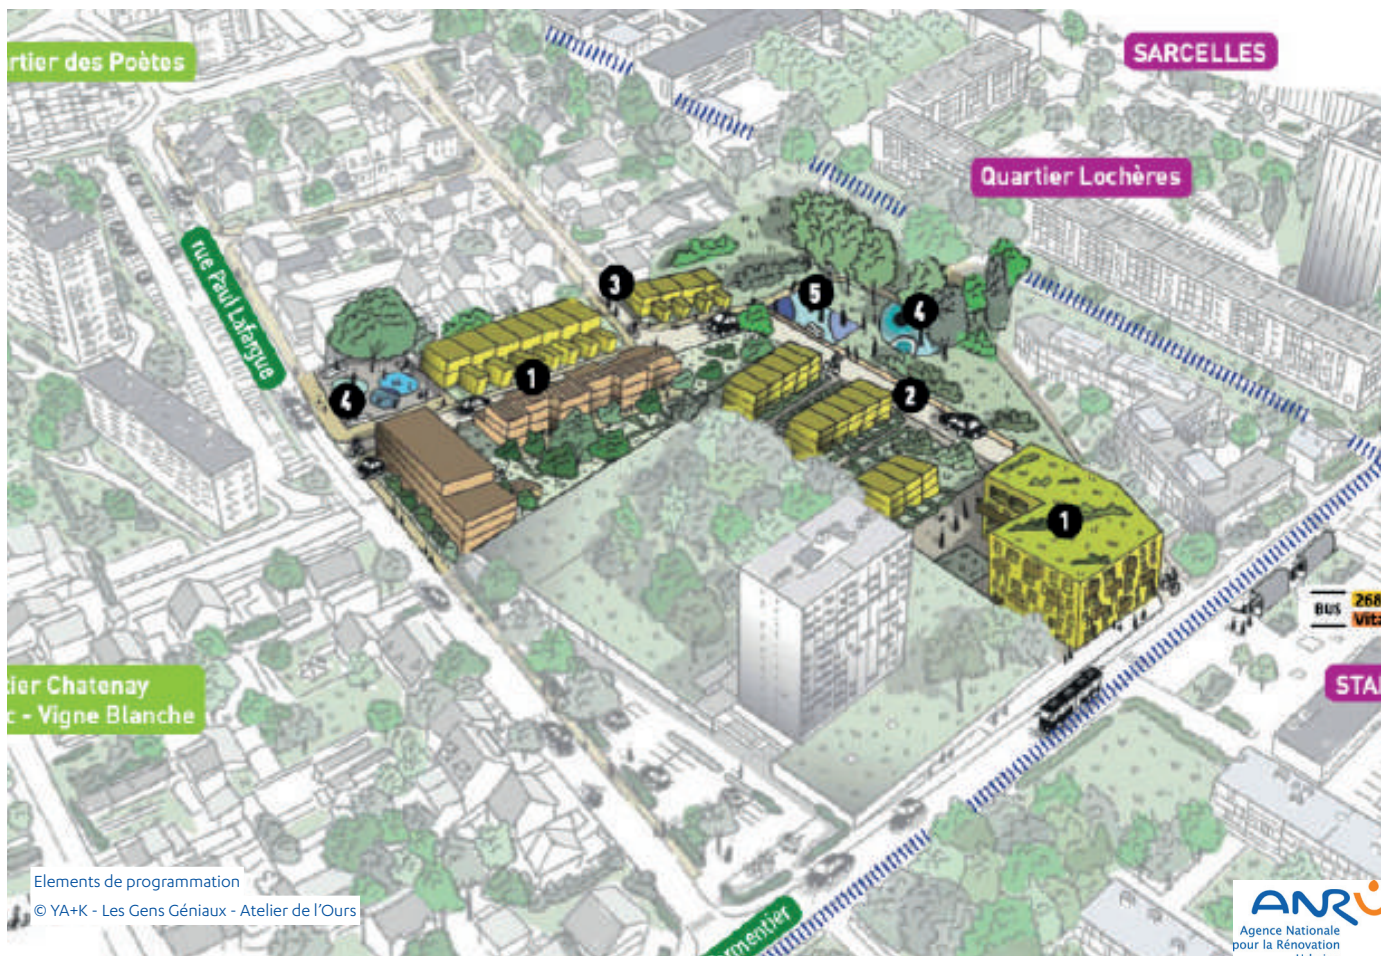 rtier des Poètes
SARCELLES
Quartier Lochères
rue Paul Lafargue
3
5
4
1
4
2
1
BUS 268
Vita
tier Chatenay
c - Vigne Blanche
STA
rmentier
Elements de programmation
© YA+K - Les Gens Géniaux - Atelier de l'Ours
ANRU
Agence Nationale
pour la Rénovation